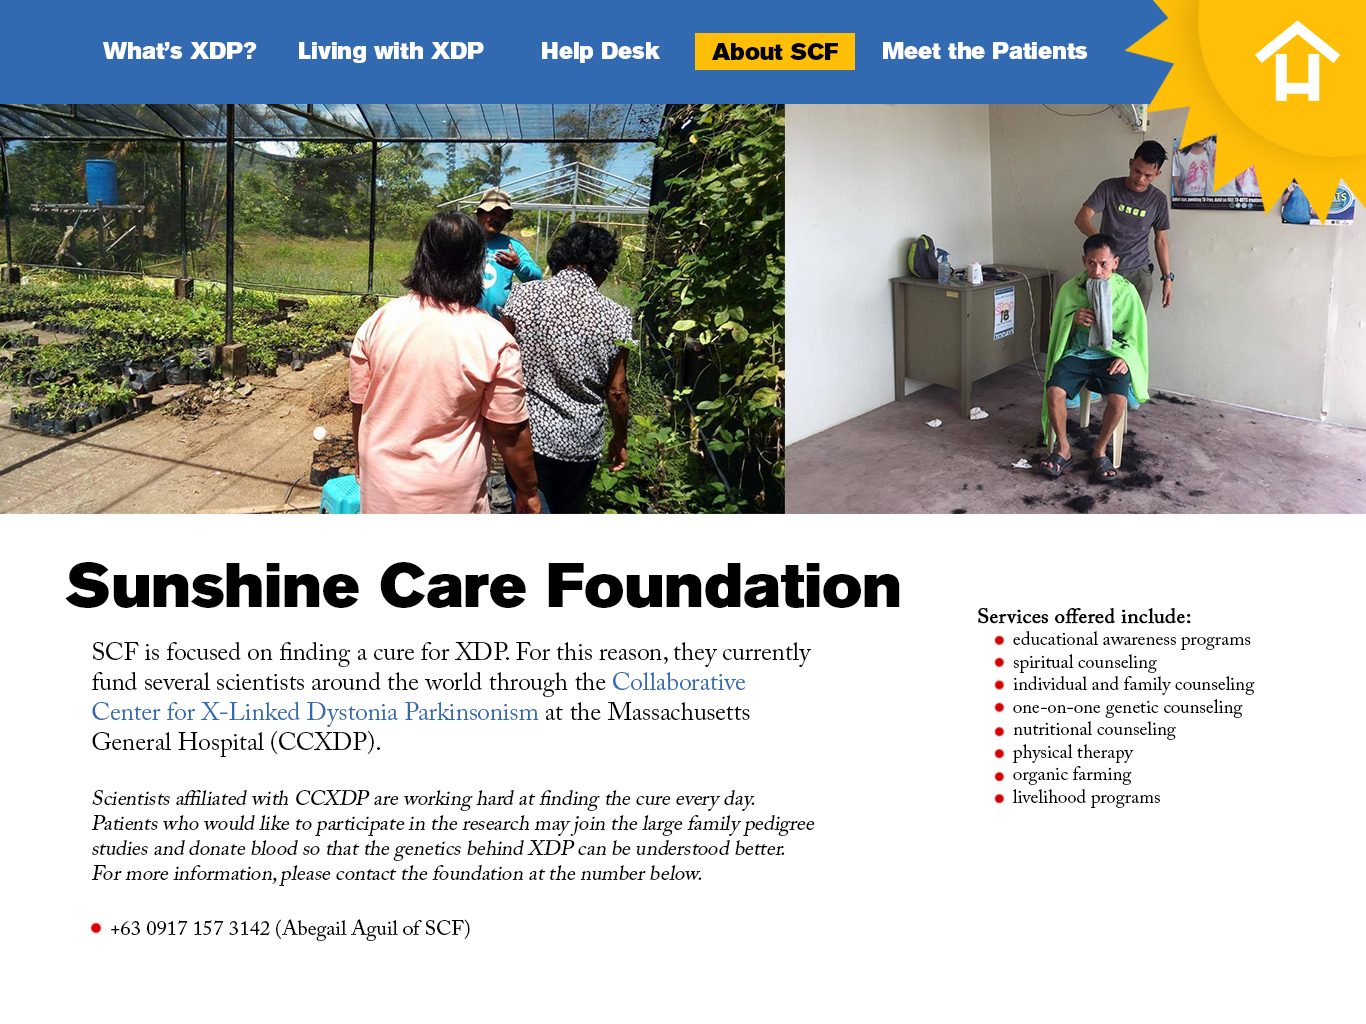 What's XDP?
Living with XDP
Help Desk
About SCF
Meet the Patients
TODAY!
Sunshine Care Foundation
SCF is focused on finding a cure for XDP. For this reason, they currently
fund several scientists around the world through the Collaborative
Center for X-Linked Dystonia Parkinsonism at the Massachusetts
General Hospital (CCXDP).
Scientists affiliated with CCXDP are working hard at finding the cure every day.
Patients who would like to participate in the research may join the large family pedigree
studies and donate blood so that the genetics behind XDP can be understood better.
For more information, please contact the foundation at the number below.
+63 0917 157 3142 (Abegail Aguil of SCF)
Services offered include:
educational awareness programs
spiritual counseling
individual and family counseling
one-on-one genetic counseling
nutritional counseling
physical therapy
organic farming
livelihood programs